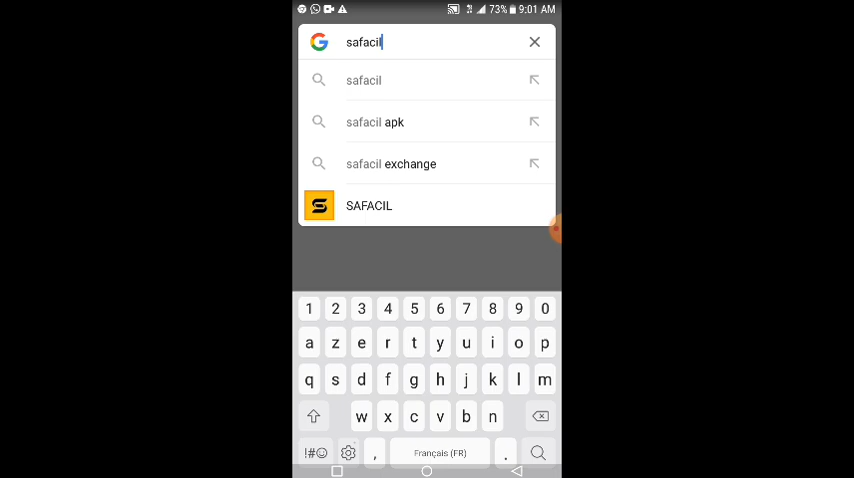 73% 9:01 AM
safacil
safacil
safacil apk
safacil exchange
SAFACIL
1 2 3 4 5 6 7 8 9 0
a z e r t y u i o p
q s d f g h j k l m
w x c v b n
!#☺ , Français (FR) .